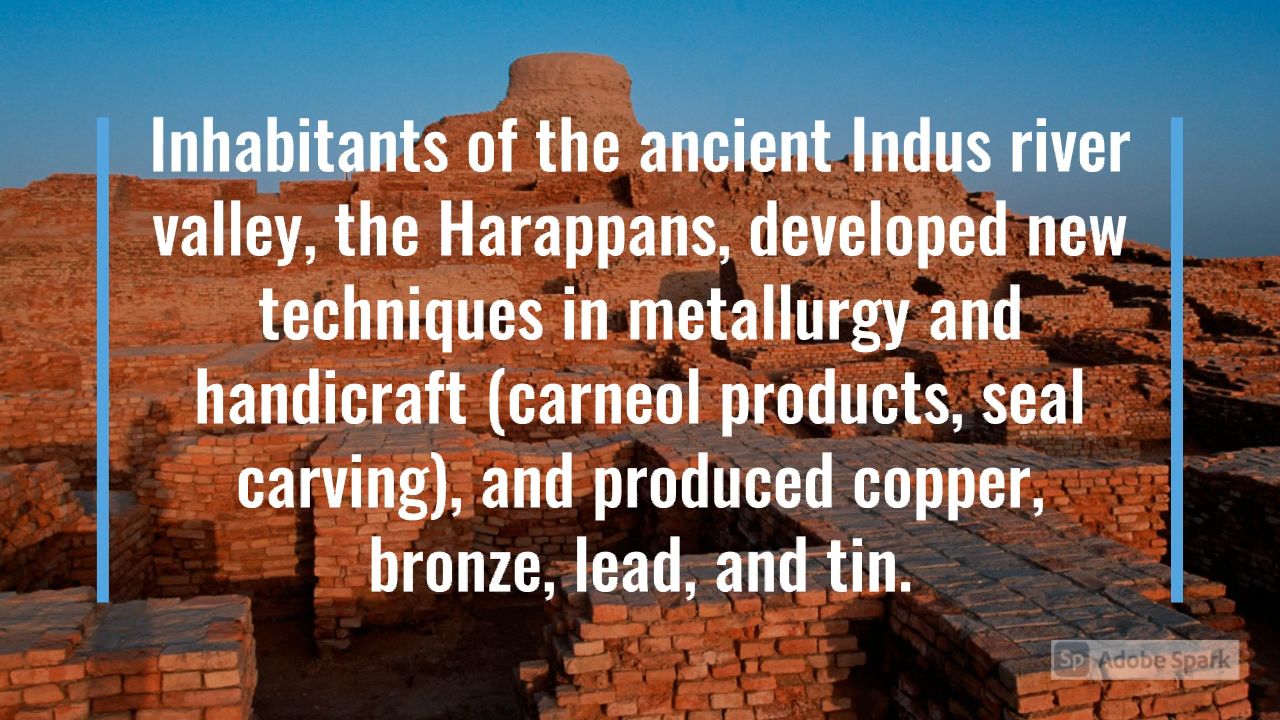 Inhabitants of the ancient Indus river
valley, the Harappans, developed new
techniques in metallurgy and
handicraft (carneol products, seal
carving), and produced copper,
bronze, lead, and tin.
Sp Adobe Spark